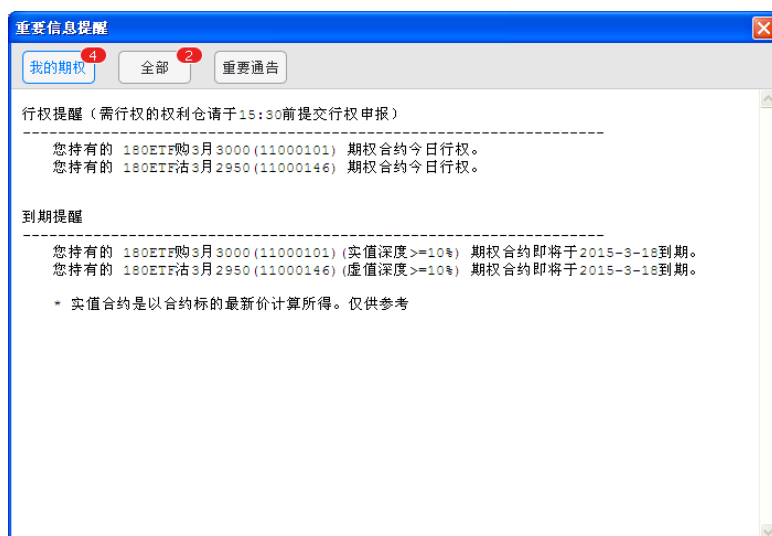 重要信息提醒
我的期权 4 全部 2 重要通告
行权提醒（需行权的权利仓请于15:30前提交行权申报）
------------------------------------------------------------------
您持有的 180ETF购3月3000(11000101) 期权合约今日行权。
您持有的 180ETF沽3月2950(11000146) 期权合约今日行权。
到期提醒
------------------------------------------------------------------
您持有的 180ETF购3月3000(11000101)(实值深度>=10%) 期权合约即将于2015-3-18到期。
您持有的 180ETF沽3月2950(11000146)(虚值深度>=10%) 期权合约即将于2015-3-18到期。
* 实值合约是以合约标的最新价计算所得。仅供参考